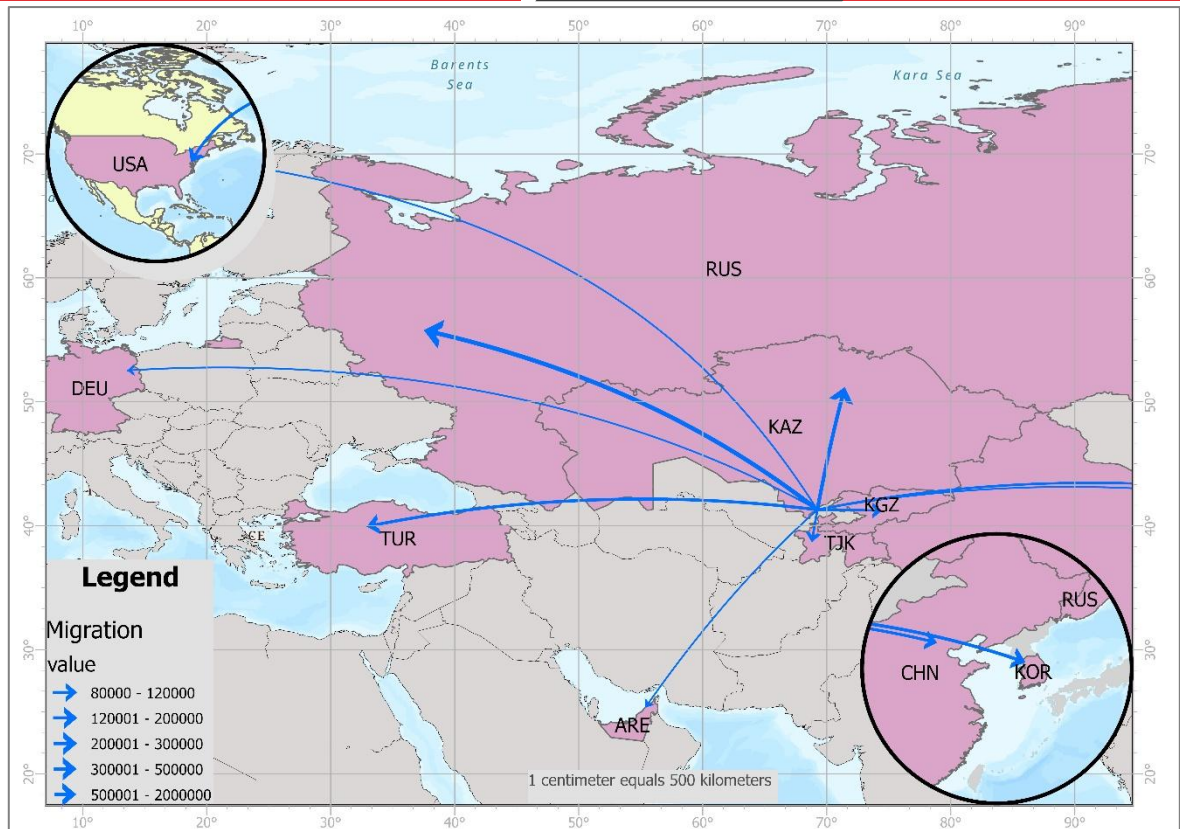 10° 20° 30° 40° 50° 60° 70° 80° 90°
Barents
Sea
Kara Sea
70° 70°
USA
RUS
60° 60°
DEU
50° 50°
KAZ
KGZ
40° 40°
TUR
CE
TJK
Legend
Migration
value
80000 - 120000
120001 - 200000
200001 - 300000
300001 - 500000
500001 - 2000000
RUS
30° 30°
CHN
KOR
ARE
20° 20°
1 centimeter equals 500 kilometers
10° 20° 30° 40° 50° 60° 70° 80° 90°